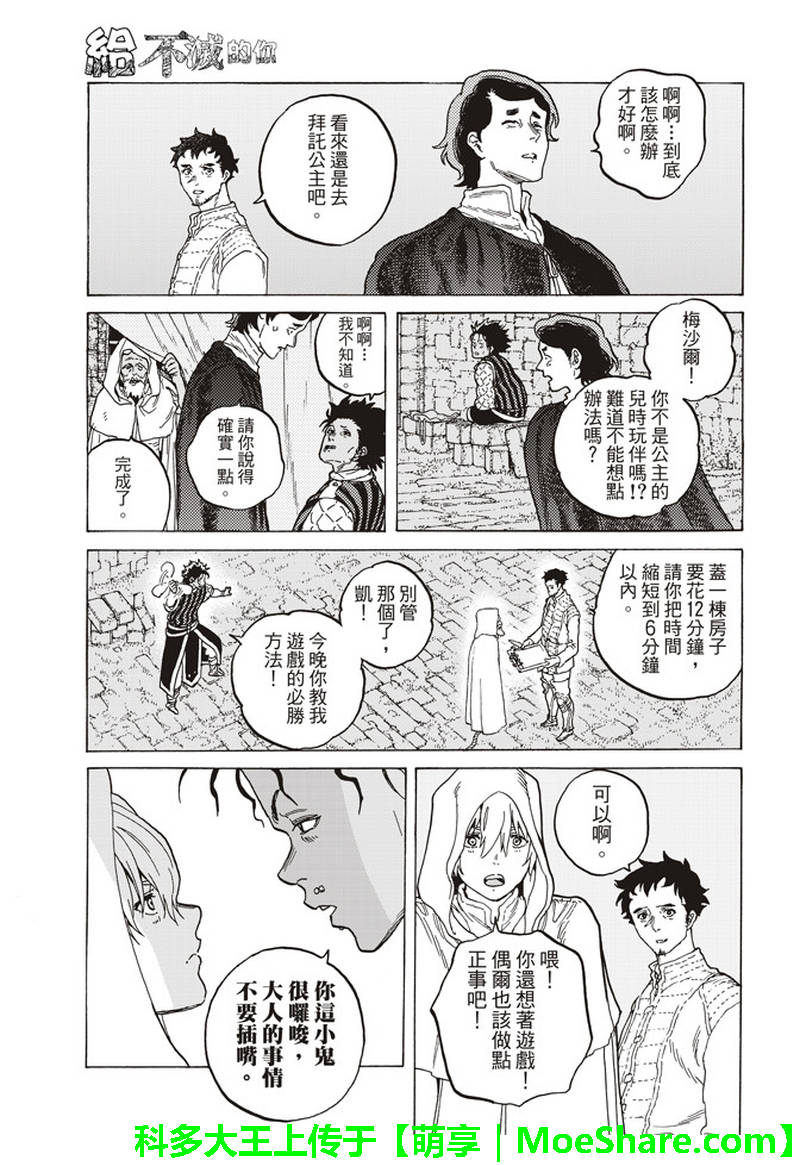 給不滅的你
啊啊…到底
該怎麼辦
才好啊。
看來還是去
拜託公主吧。
梅沙爾！
你不是公主的
兒時玩伴嗎!?
難道不能想點
辦法嗎？
啊啊…
我不知道。
請你說得
確實一點。
完成了。
蓋一棟房子
要花12分鐘，
請你把時間
縮短到6分鐘
以內。
別管
那個了，
凱！
今晚你教我
遊戲的必勝
方法！
可以啊。
喂！
你還想著遊戲！
偶爾也該做點
正事吧！
你這小鬼
很囉唆，
大人的事情
不要插嘴。
科多大王上传于【萌享｜MoeShare.com】